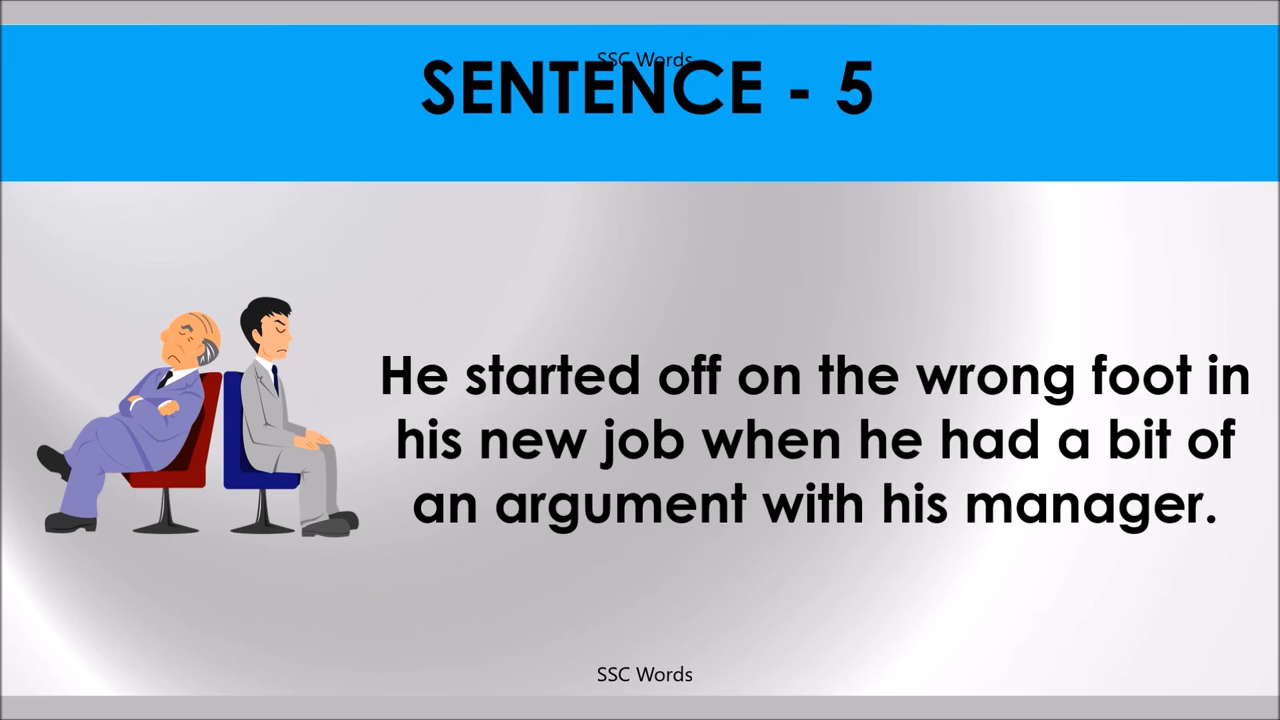 SSC Words
SENTENCE - 5
He started off on the wrong foot in
his new job when he had a bit of
an argument with his manager.
SSC Words